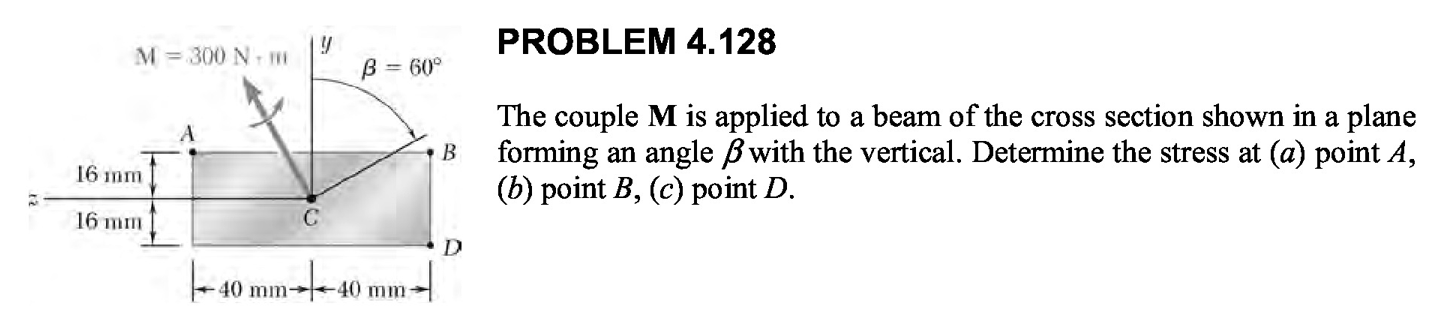 PROBLEM 4.128
The couple M is applied to a beam of the cross section shown in a plane
forming an angle β with the vertical. Determine the stress at (a) point A,
(b) point B, (c) point D.
y
M = 300 N · m
β = 60°
A
B
16 mm
z
C
16 mm
D
40 mm
40 mm